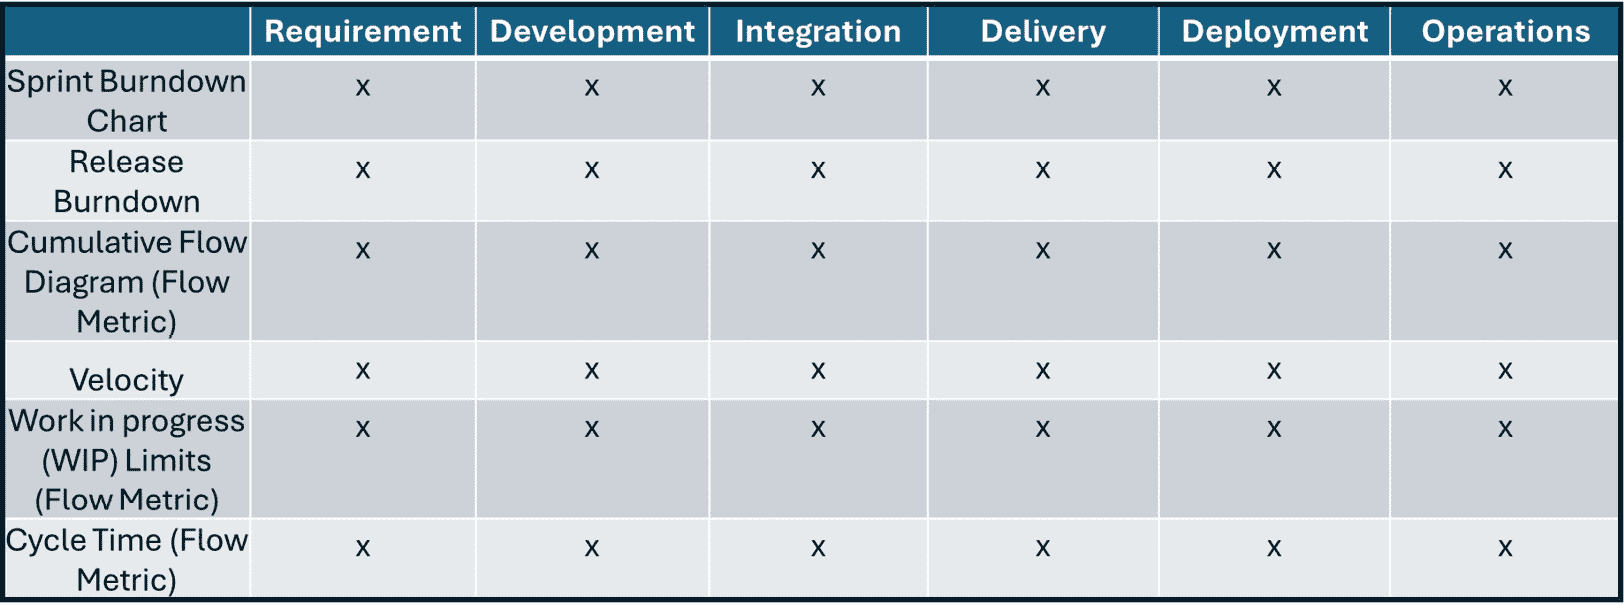 Requirement Development Integration Delivery Deployment Operations
Sprint Burndown x x x x x x
Chart
Release x x x x x x
Burndown
Cumulative Flow x x x x x x
Diagram (Flow
Metric)
Velocity x x x x x x
Work in progress x x x x x x
(WIP) Limits
(Flow Metric)
Cycle Time (Flow x x x x x x
Metric)